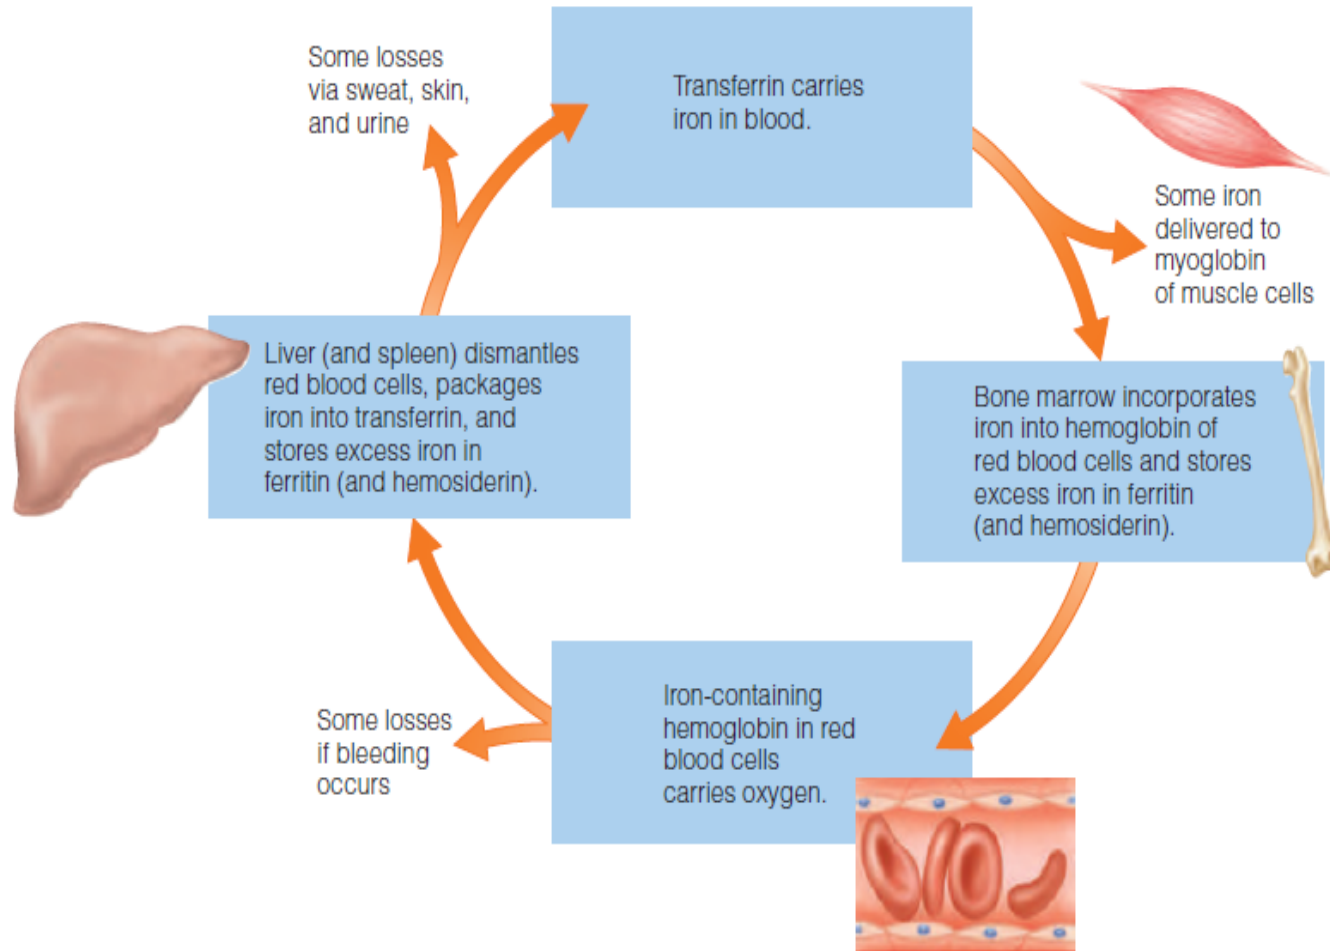 Some losses
via sweat, skin,
and urine
Transferrin carries
iron in blood.
Some iron
delivered to
myoglobin
of muscle cells
Liver (and spleen) dismantles
red blood cells, packages
iron into transferrin, and
stores excess iron in
ferritin (and hemosiderin).
Bone marrow incorporates
iron into hemoglobin of
red blood cells and stores
excess iron in ferritin
(and hemosiderin).
Some losses
if bleeding
occurs
Iron-containing
hemoglobin in red
blood cells
carries oxygen.